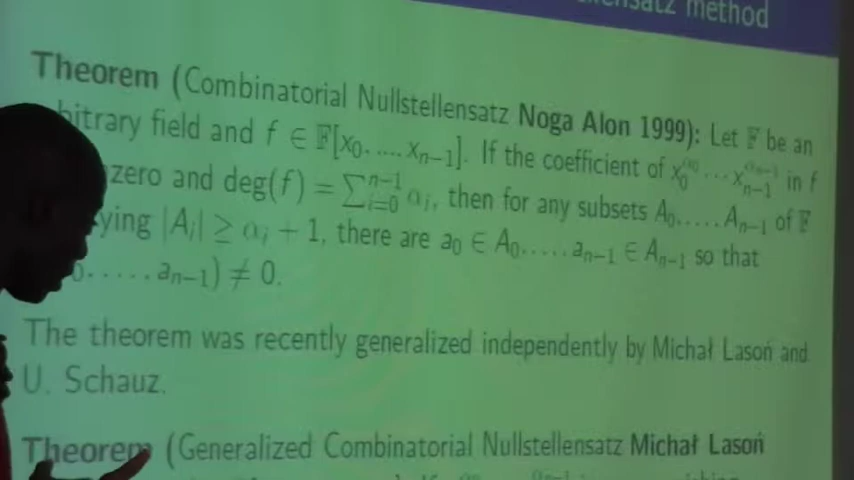 method
Theorem (Combinatorial Nullstellensatz Noga Alon 1999): Let 𝔽 be an
bitrary field and f ∈ 𝔽[x₀, ..., xₙ₋₁]. If the coefficient of x₀^α₀ ⋯ xₙ₋₁^αₙ₋₁ in f
zero and deg(f) = ∑ᵢ₌₀ⁿ⁻¹ αᵢ, then for any subsets A₀, ..., Aₙ₋₁ of 𝔽
ying |Aᵢ| ≥ αᵢ + 1, there are a₀ ∈ A₀, ..., aₙ₋₁ ∈ Aₙ₋₁ so that
..., aₙ₋₁) ≠ 0.
The theorem was recently generalized independently by Michał Lasoń and
U. Schauz.
Theorem (Generalized Combinatorial Nullstellensatz Michał Lasoń